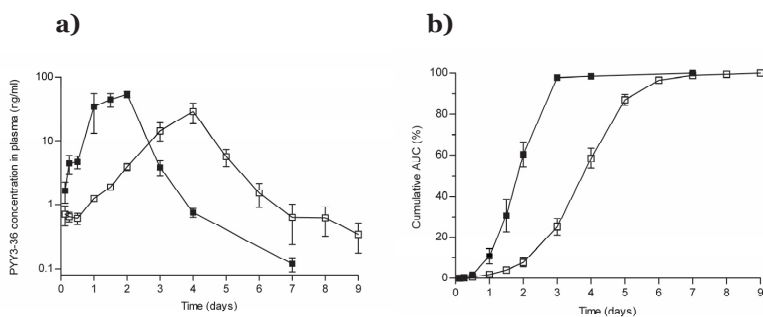 a)
b)
100
10
1
0.1
PYY3-36 concentration in plasma (ng/ml)
0 1 2 3 4 5 6 7 8 9
Time (days)
100
80
60
40
20
0
Cumulative AUC (%)
0 1 2 3 4 5 6 7 8 9
Time (days)